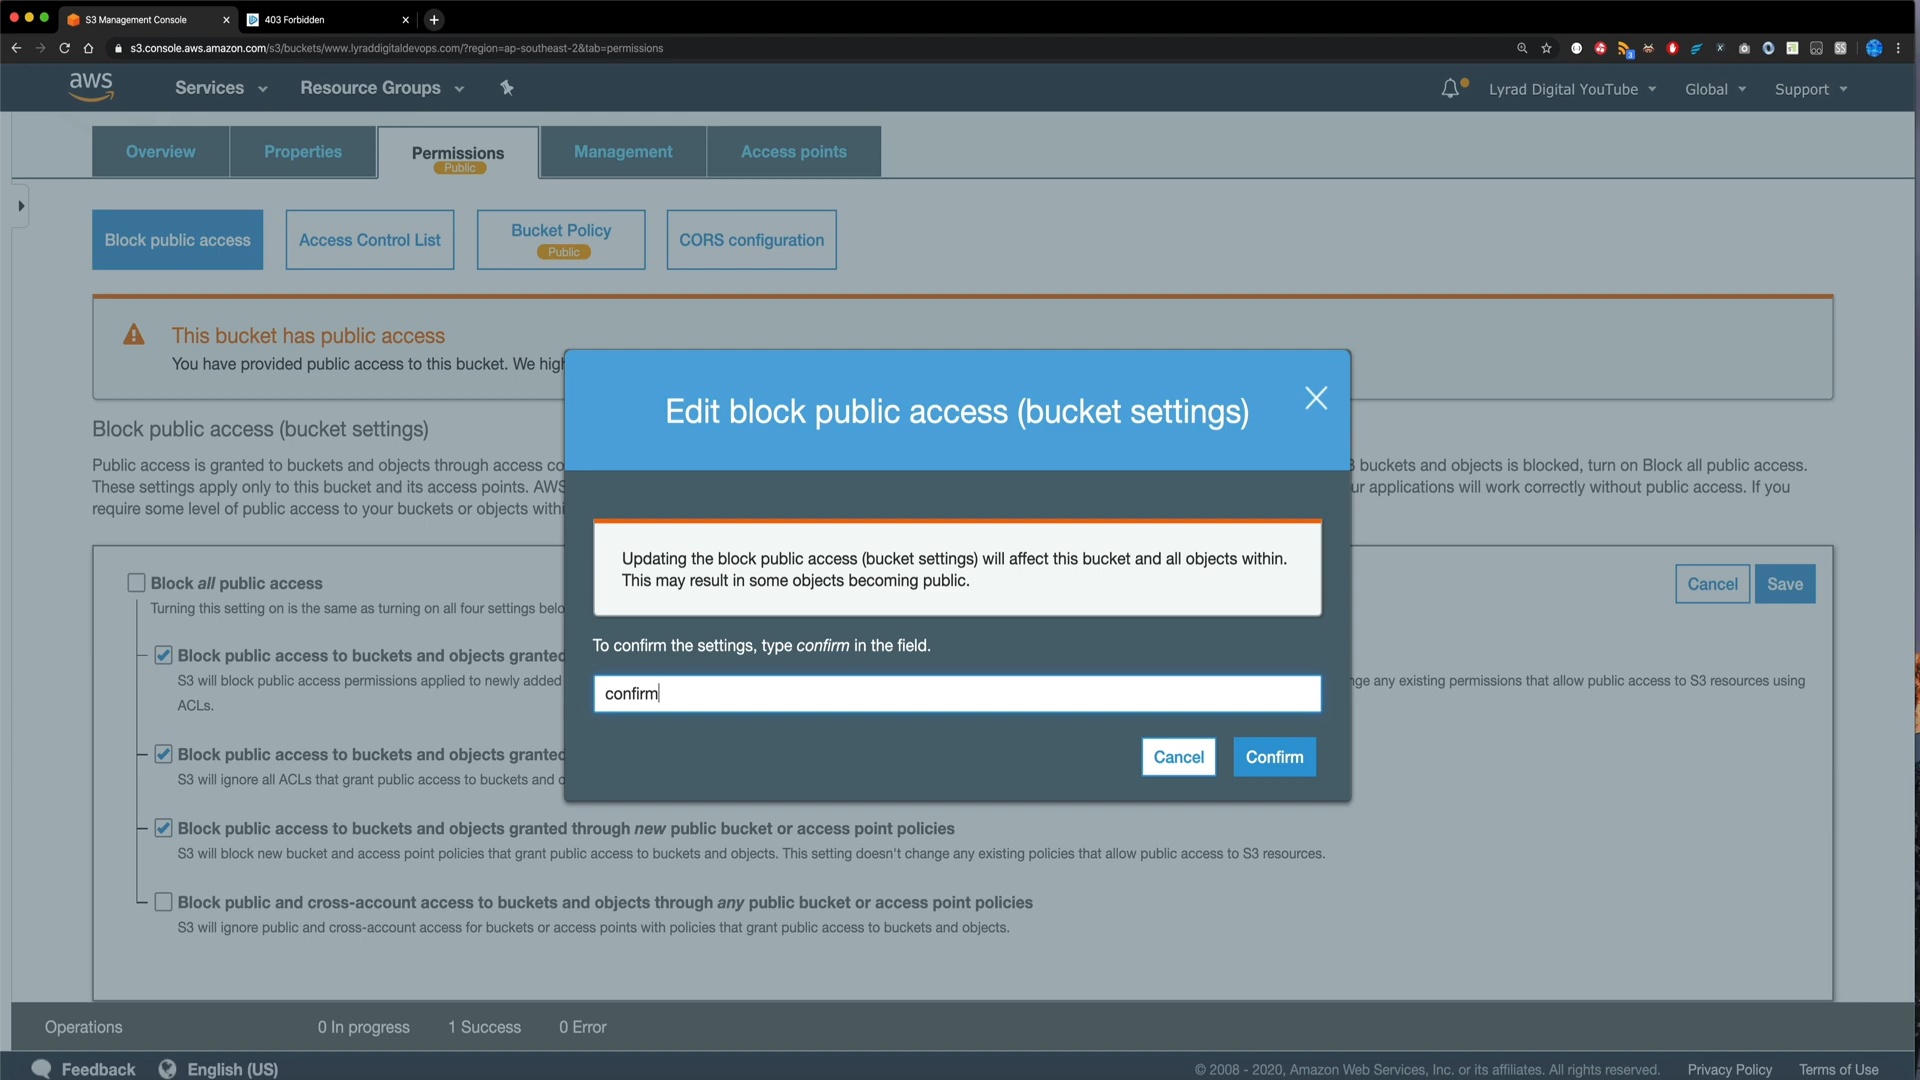 S3 Management Console
403 Forbidden
s3.console.aws.amazon.com/s3/buckets/www.lyraddigitaldevops.com/?region=ap-southeast-2&tab=permissions
aws
Services
Resource Groups
Lyrad Digital YouTube
Global
Support
Overview
Properties
Permissions
Public
Management
Access points
Block public access
Access Control List
Bucket Policy
Public
CORS configuration
This bucket has public access
You have provided public access to this bucket. We hig
Edit block public access (bucket settings)
Block public access (bucket settings)
Public access is granted to buckets and objects through access co
3 buckets and objects is blocked, turn on Block all public access.
These settings apply only to this bucket and its access points. AWS
ur applications will work correctly without public access. If you
require some level of public access to your buckets or objects withi
Updating the block public access (bucket settings) will affect this bucket and all objects within.
This may result in some objects becoming public.
To confirm the settings, type confirm in the field.
confirm
Cancel
Confirm
Block all public access
Turning this setting on is the same as turning on all four settings belo
Cancel
Save
Block public access to buckets and objects granted
S3 will block public access permissions applied to newly added
nge any existing permissions that allow public access to S3 resources using
ACLs.
Block public access to buckets and objects granted
S3 will ignore all ACLs that grant public access to buckets and o
Block public access to buckets and objects granted through new public bucket or access point policies
S3 will block new bucket and access point policies that grant public access to buckets and objects. This setting doesn't change any existing policies that allow public access to S3 resources.
Block public and cross-account access to buckets and objects through any public bucket or access point policies
S3 will ignore public and cross-account access for buckets or access points with policies that grant public access to buckets and objects.
Operations
0 In progress
1 Success
0 Error
Feedback
English (US)
© 2008 - 2020, Amazon Web Services, Inc. or its affiliates. All rights reserved.
Privacy Policy
Terms of Use